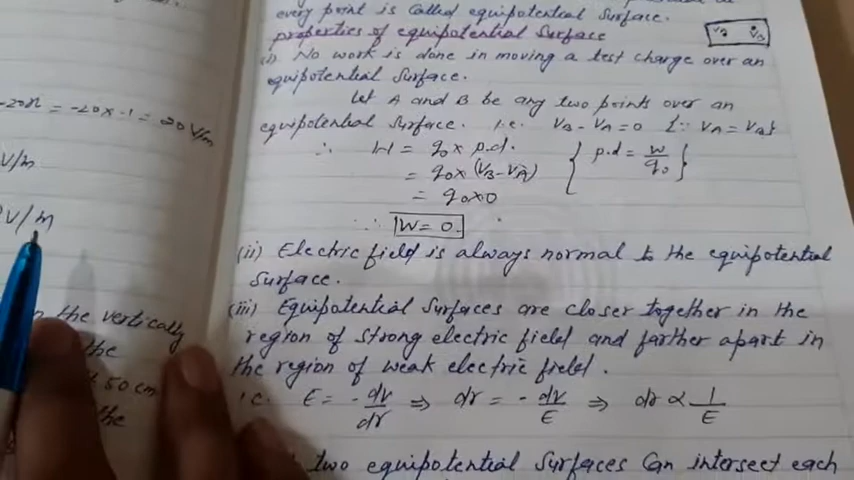 -20x = -20x-1 = -20 V/m
V/m
V/m
the vertically
the
50 cm
the
every point is called equipotential surface.
properties of equipotential surface
VA VB
(i) No work is done in moving a test charge over an
equipotential surface.
Let A and B be any two points over an
equipotential surface. i.e. VB - VA = 0 {∵ VA = VB}
∴ W = q0 x p.d. { p.d = W/q0 }
= q0 x (VB - VA)
= q0 x 0
∴ W = 0.
(ii) Electric field is always normal to the equipotential
surface.
(iii) Equipotential surfaces are closer together in the
region of strong electric field and farther apart in
the region of weak electric field.
i.e. E = -dv/dr ⇒ dr = -dv/E ⇒ dr ∝ 1/E
two equipotential surfaces can intersect each